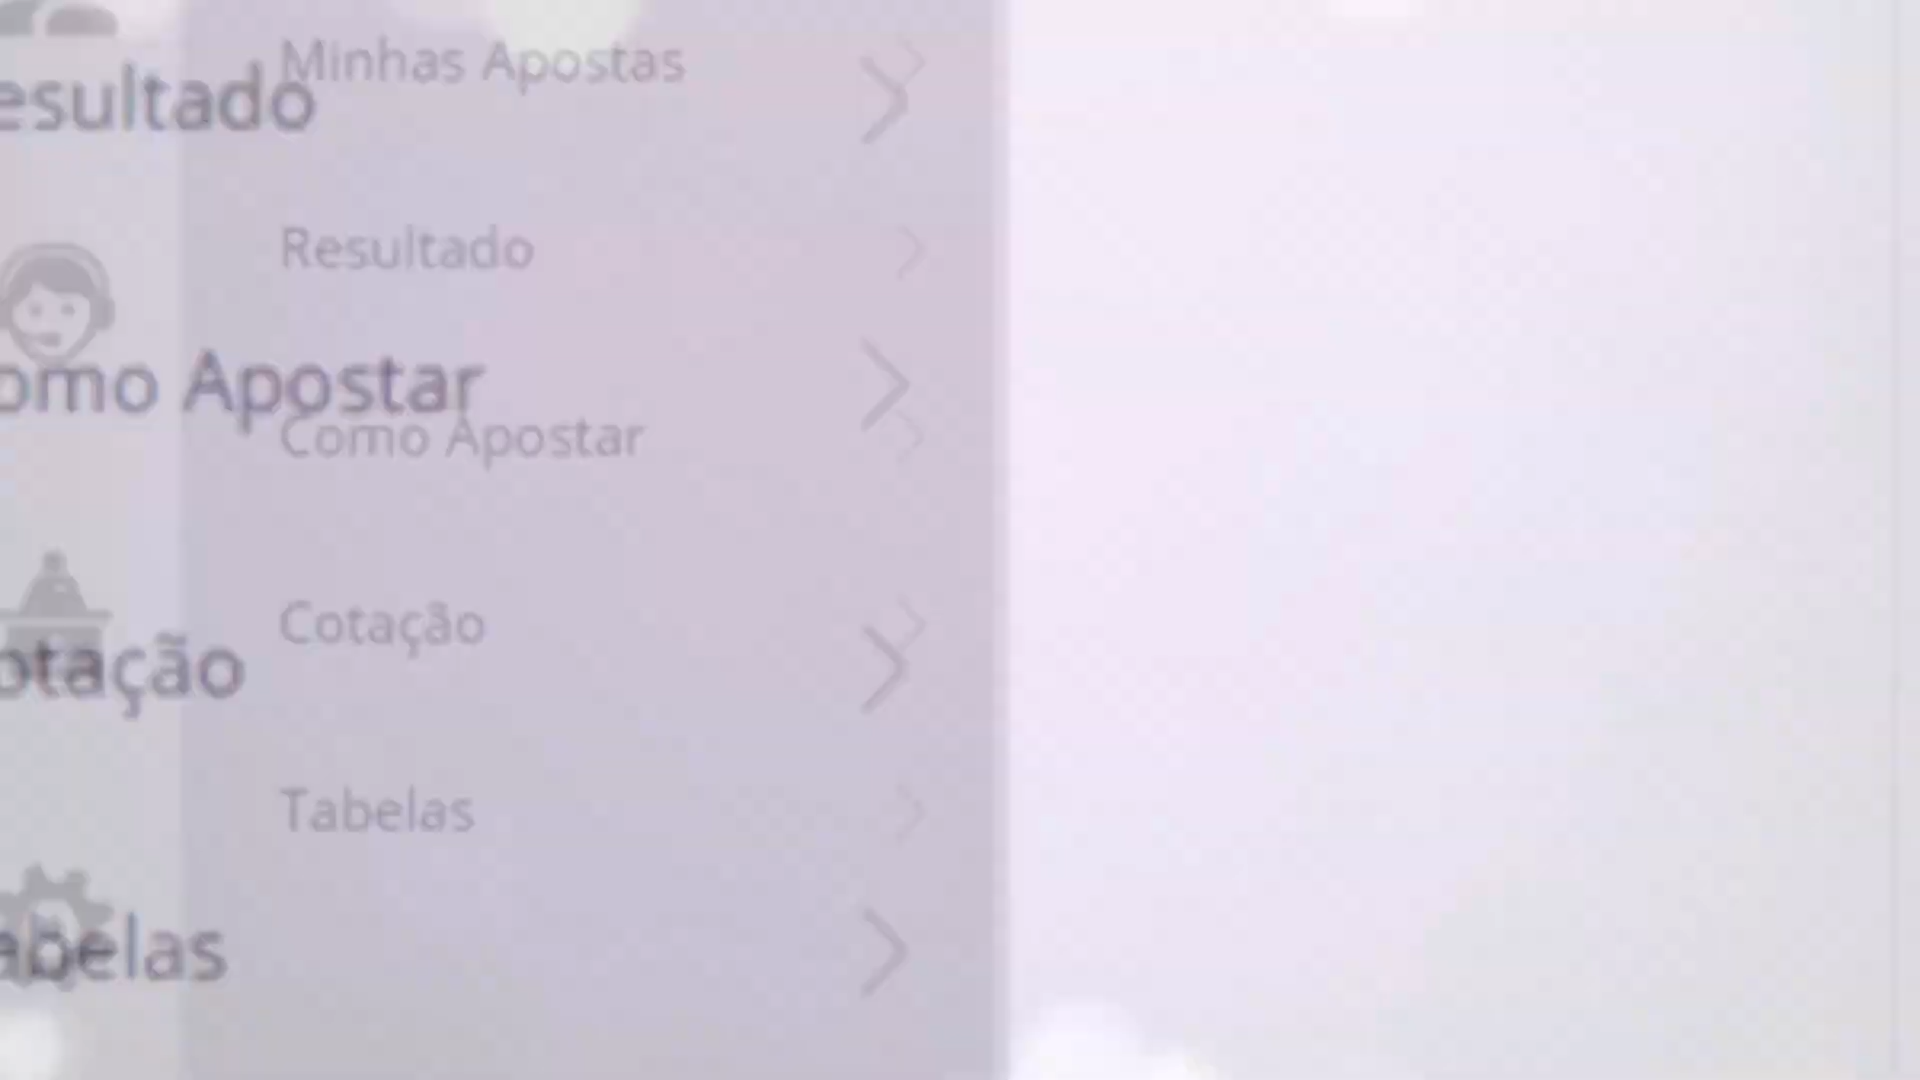 Minhas Apostas
esultado
Resultado
omo Apostar
Como Apostar
Cotação
otação
Tabelas
abelas